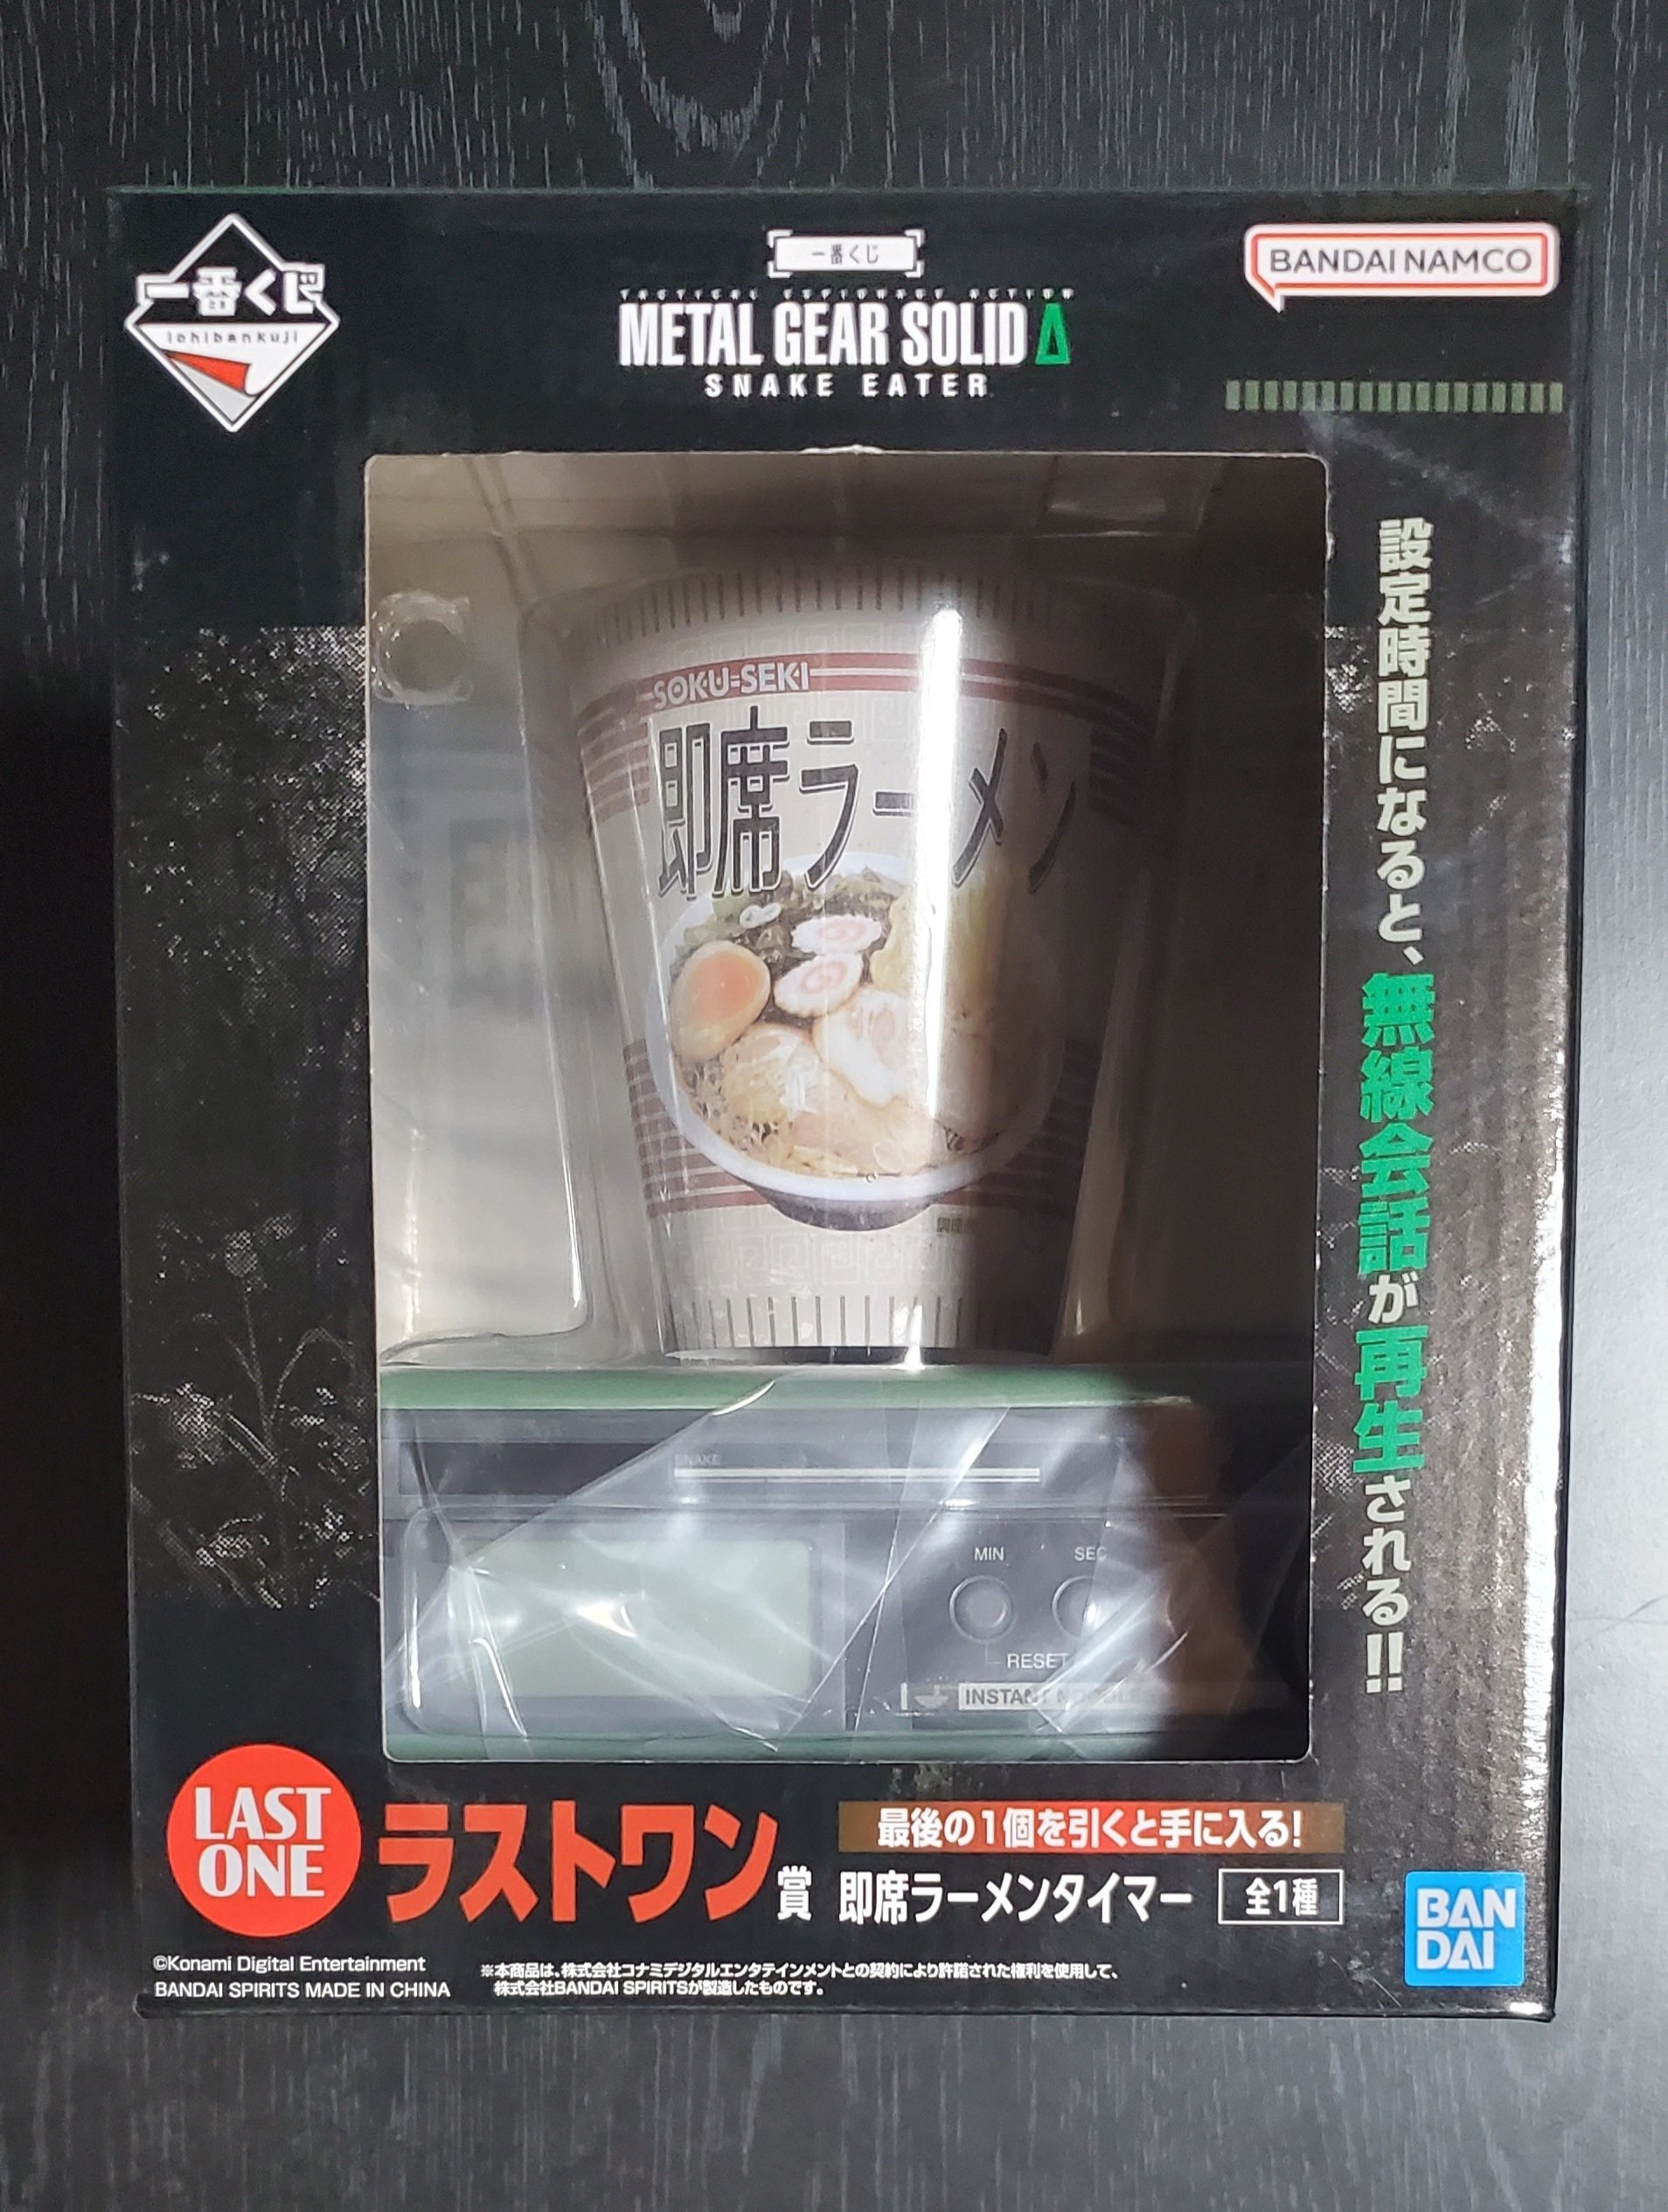 一番くじ
ichibankuji
一番くじ
TACTICAL ESPIONAGE ACTION
METAL GEAR SOLID Δ
SNAKE EATER
BANDAI NAMCO
設定時間になると、無線会話が再生される!!
SOKU-SEKI
即席ラーメン
SNAKE
MIN
SEC
RESET
INSTANT NOODLES
LAST
ONE
ラストワン賞
最後の1個を引くと手に入る!
即席ラーメンタイマー
全1種
BAN
DAI
©Konami Digital Entertainment
BANDAI SPIRITS MADE IN CHINA
※本商品は、株式会社コナミデジタルエンタテインメントとの契約により許諾された権利を使用して、
株式会社BANDAI SPIRITSが製造したものです。